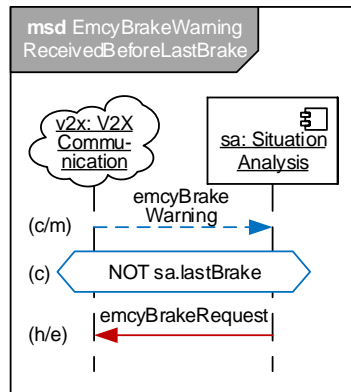 msd EmcyBrakeWarning
ReceivedBeforeLastBrake
v2x: V2X
Commu-
nication
sa: Situation
Analysis
emcyBrake
Warning
(c/m)
(c)
NOT sa.lastBrake
emcyBrakeRequest
(h/e)